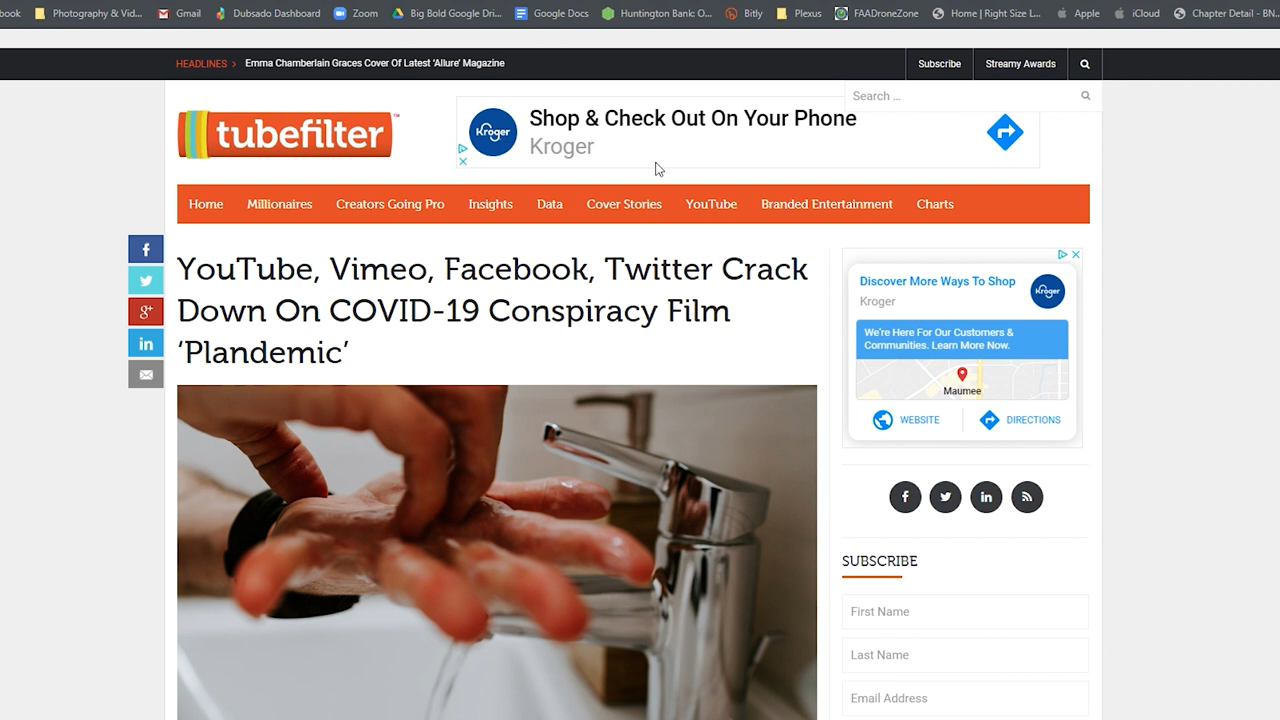 ook
Photography & Vid...
Gmail
Dubsado Dashboard
Zoom
Big Bold Google Dri...
Google Docs
Huntington Bank: O...
Bitly
Plexus
FAADroneZone
Home | Right Size L...
Apple
iCloud
Chapter Detail - BN...
HEADLINES > Emma Chamberlain Graces Cover Of Latest 'Allure' Magazine
Subscribe
Streamy Awards
Search ...
tubefilter™
Kroger
Shop & Check Out On Your Phone
Kroger
Home
Millionaires
Creators Going Pro
Insights
Data
Cover Stories
YouTube
Branded Entertainment
Charts
f
g+
in
YouTube, Vimeo, Facebook, Twitter Crack
Down On COVID-19 Conspiracy Film
‘Plandemic’
Discover More Ways To Shop
Kroger
Kroger
We're Here For Our Customers &
Communities. Learn More Now.
Maumee
WEBSITE
DIRECTIONS
f
in
SUBSCRIBE
First Name
Last Name
Email Address